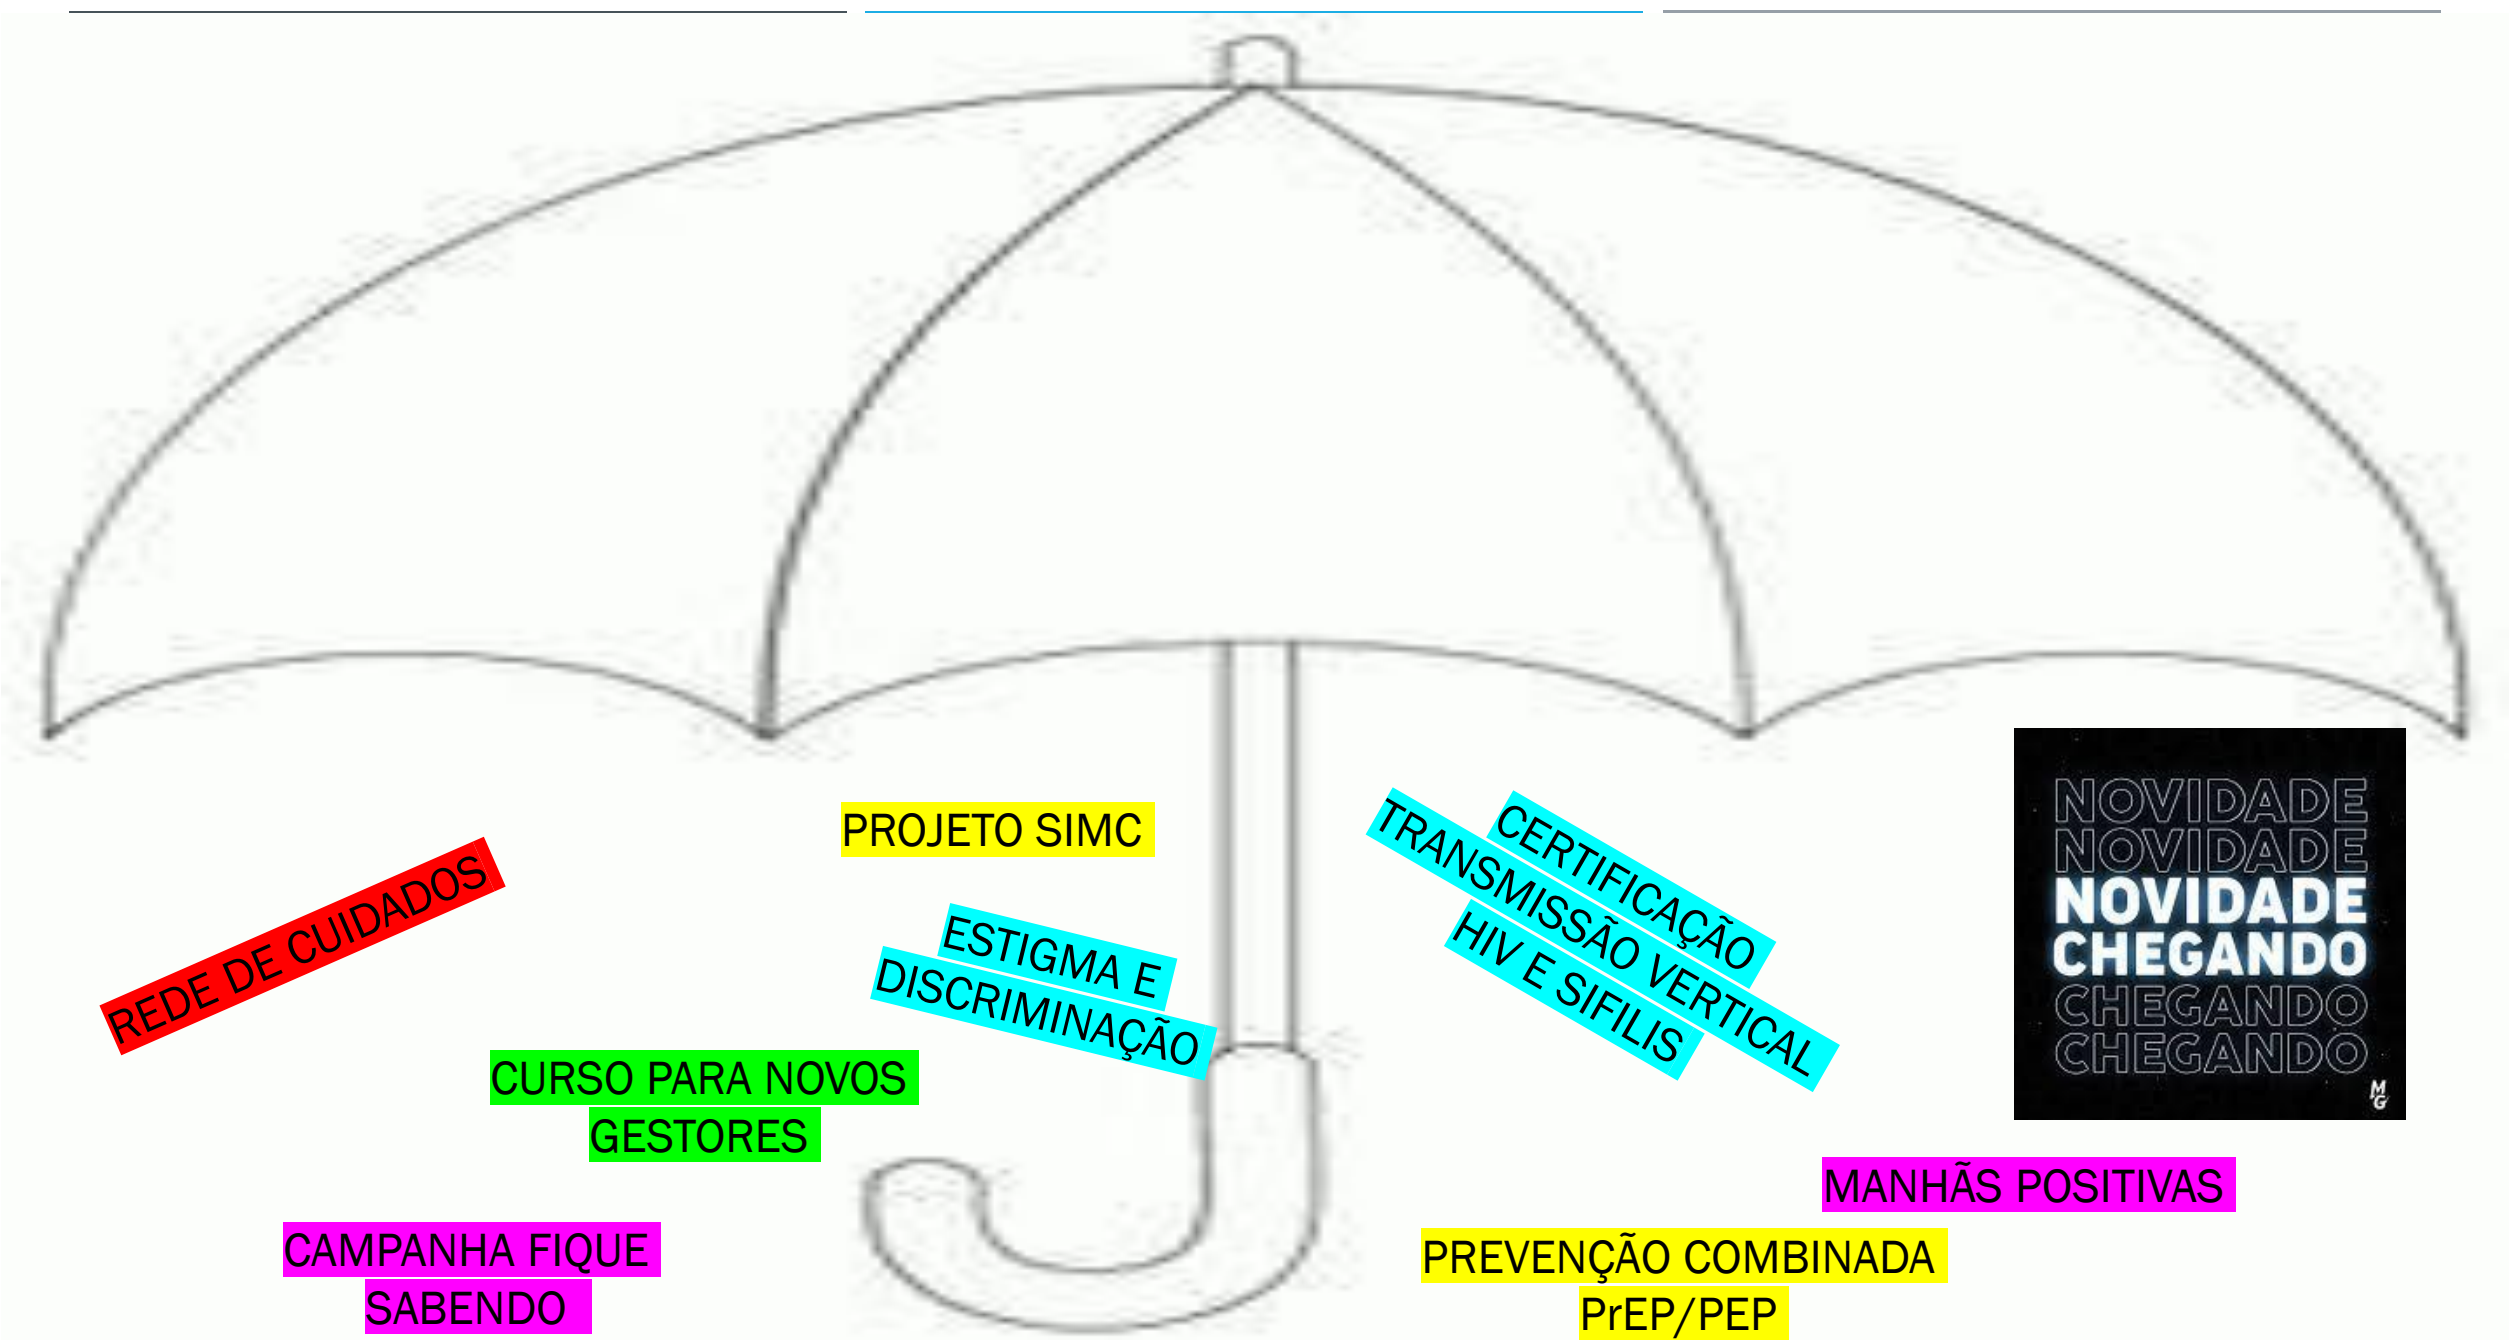 PROJETO SIMC
REDE DE CUIDADOS
ESTIGMA E
DISCRIMINAÇÃO
CERTIFICAÇÃO
TRANSMISSÃO VERTICAL
HIV E SIFILIS
NOVIDADE
NOVIDADE
NOVIDADE
CHEGANDO
CHEGANDO
CHEGANDO
MG
CURSO PARA NOVOS
GESTORES
MANHÃS POSITIVAS
CAMPANHA FIQUE
SABENDO
PREVENÇÃO COMBINADA
PrEP/PEP